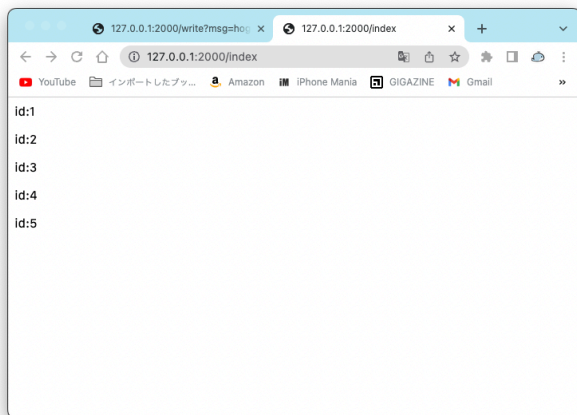 127.0.0.1:2000/write?msg=hog
127.0.0.1:2000/index
127.0.0.1:2000/index
YouTube インポートしたブッ... Amazon iPhone Mania GIGAZINE Gmail »
id:1
id:2
id:3
id:4
id:5